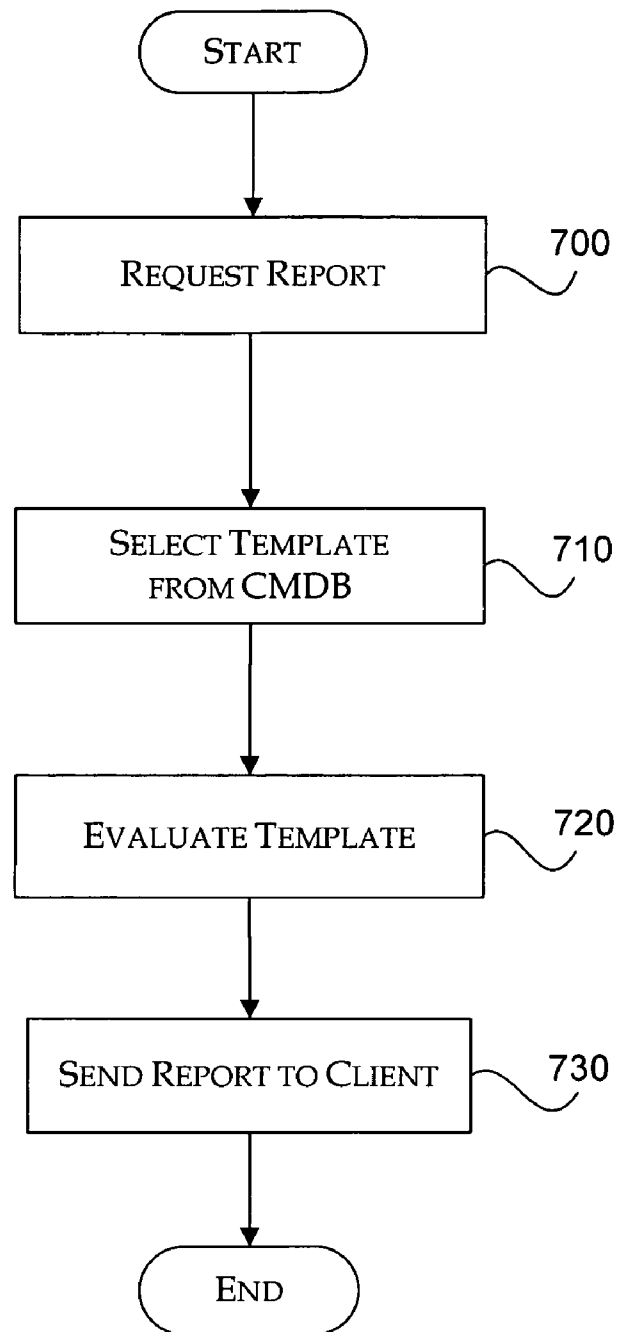 START
REQUEST REPORT
700
SELECT TEMPLATE
FROM CMDB
710
EVALUATE TEMPLATE
720
SEND REPORT TO CLIENT
730
END